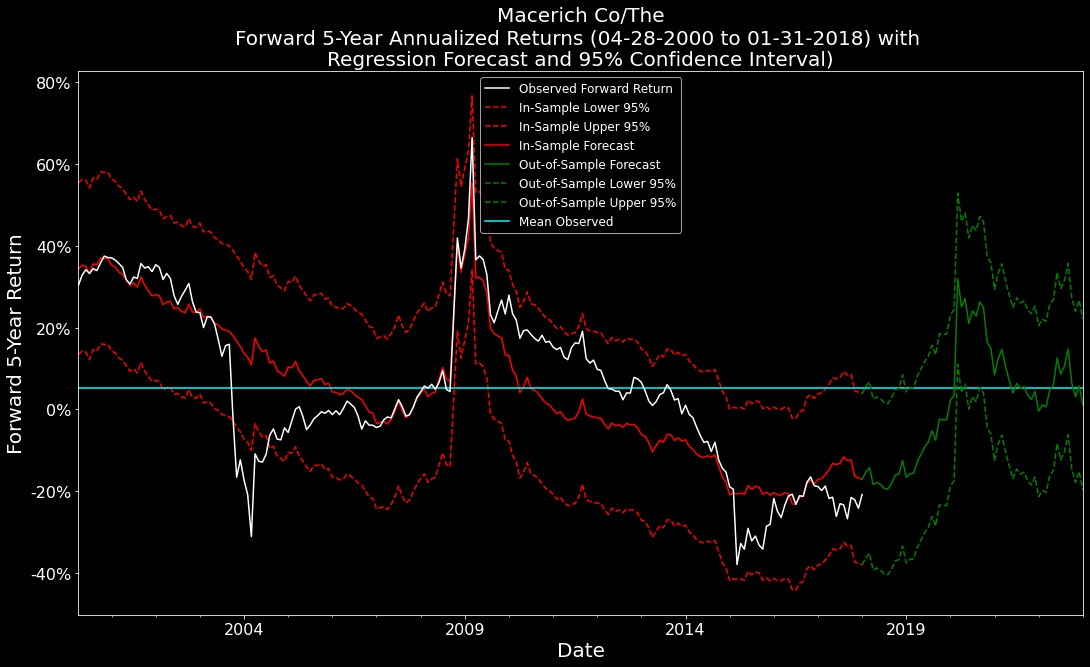 Macerich Co/The
Forward 5-Year Annualized Returns (04-28-2000 to 01-31-2018) with
Regression Forecast and 95% Confidence Interval)
Observed Forward Return
In-Sample Lower 95%
In-Sample Upper 95%
In-Sample Forecast
Out-of-Sample Forecast
Out-of-Sample Lower 95%
Out-of-Sample Upper 95%
Mean Observed
Forward 5-Year Return
80%
60%
40%
20%
0%
-20%
-40%
2004
2009
2014
2019
Date